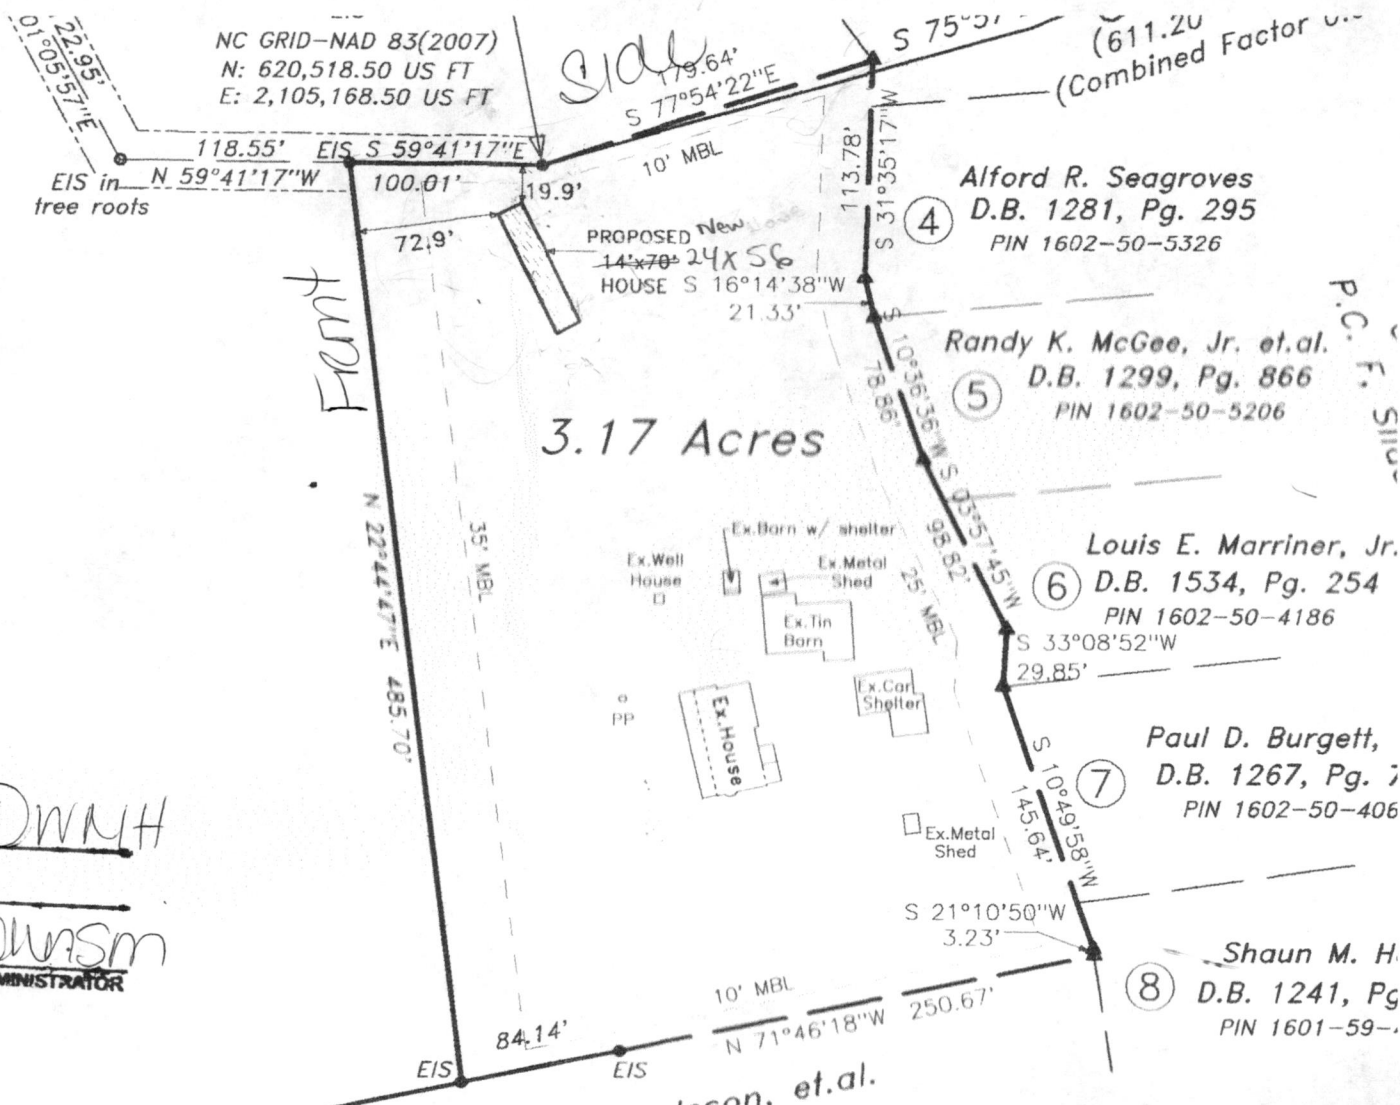 22.95'
01°05'57"E
NC GRID-NAD 83(2007)
N: 620,518.50 US FT
E: 2,105,168.50 US FT
Side
179.64'
S 77°54'22"E
10' MBL
S 75°57'
(611.20
(Combined Factor
118.55'
N 59°41'17"W
EIS in
tree roots
EIS S 59°41'17"E
100.01'
19.9'
72.9'
PROPOSED New
14'x70' 24x56
HOUSE
S 16°14'38"W
21.33'
113.78'
S 31°35'17"W
4
Alford R. Seagroves
D.B. 1281, Pg. 295
PIN 1602-50-5326
Front
P.C. F.
S 10°36'36"W
78.86'
5
Randy K. McGee, Jr. et.al.
D.B. 1299, Pg. 866
PIN 1602-50-5206
3.17 Acres
N 22°44'47"E 485.70'
35' MBL
Ex.Well
House
Ex.Barn w/ shelter
Ex.Metal
Shed
Ex.Tin
Barn
25' MBL
S 03°57'45"W
98.82'
6
Louis E. Marriner, Jr.
D.B. 1534, Pg. 254
PIN 1602-50-4186
S 33°08'52"W
29.85'
PP
Ex.House
Ex.Car
Shelter
S 10°49'58"W
145.64'
7
Paul D. Burgett,
D.B. 1267, Pg.
PIN 1602-50-406
DWMH
Ex.Metal
Shed
S 21°10'50"W
3.23'
8
Shaun M. H
D.B. 1241, Pg
PIN 1601-59-
MINISTRATOR
10' MBL
N 71°46'18"W 250.67'
84.14'
EIS
EIS
et.al.